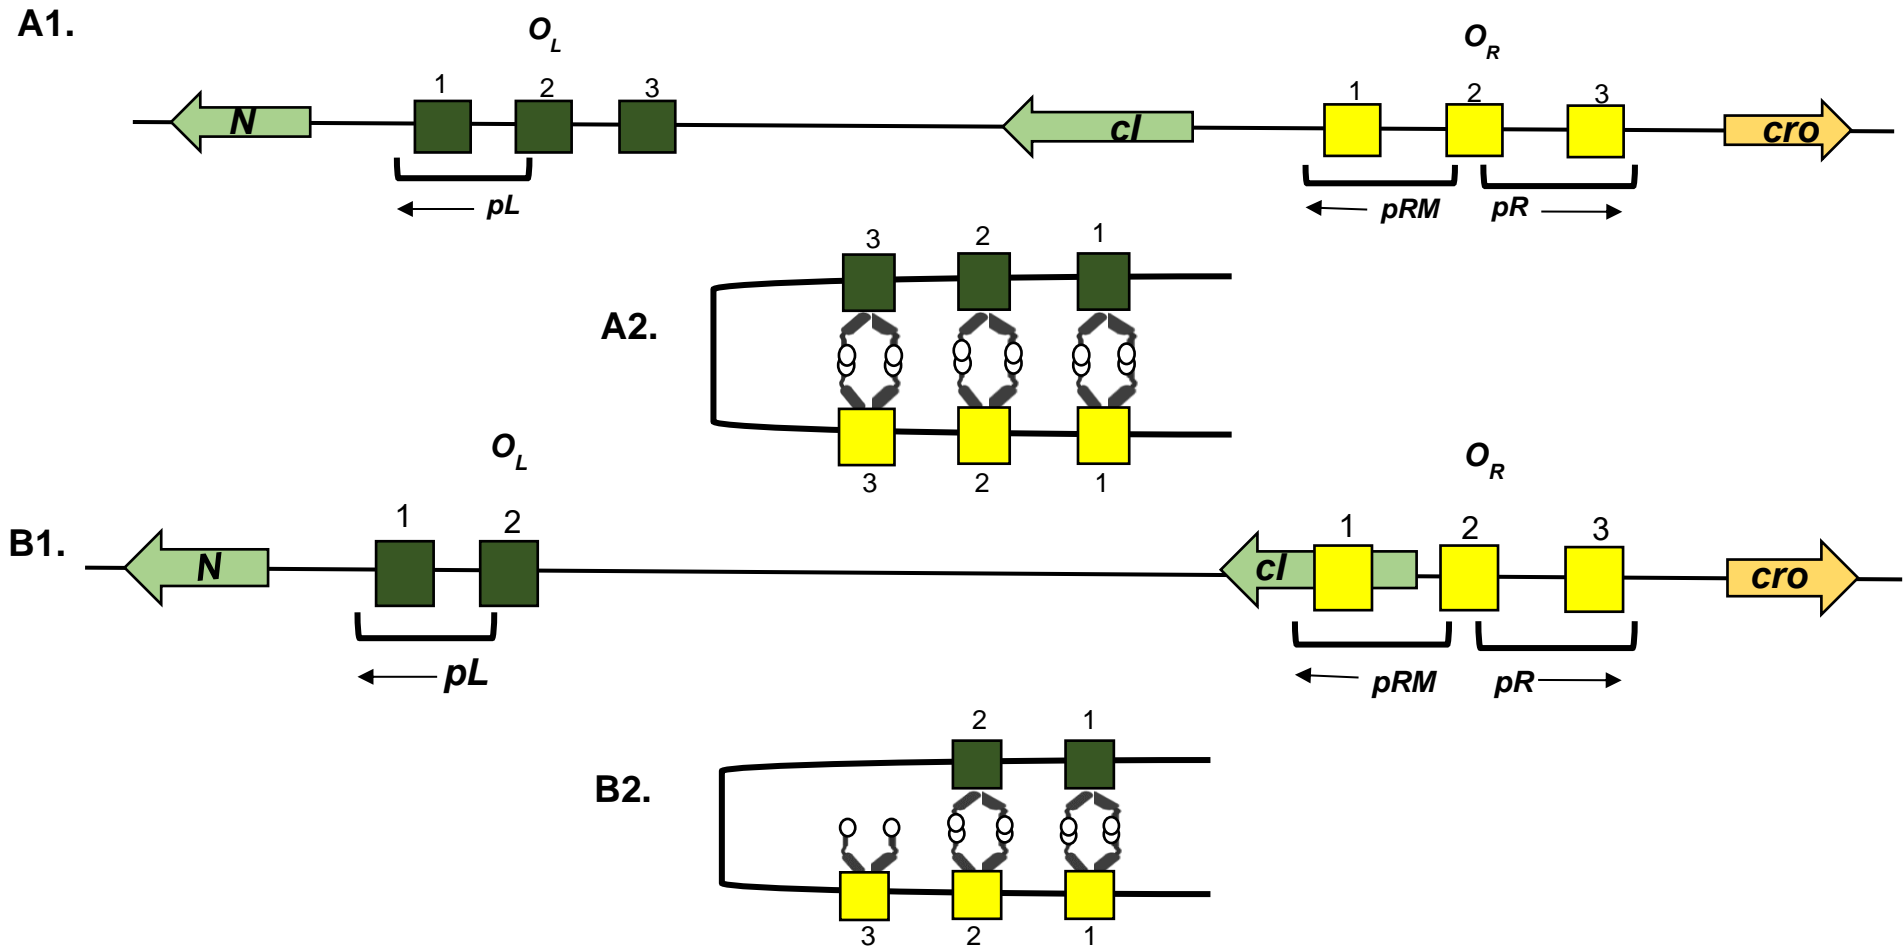 A1.
OL
OR
1 2 3
1 2 3
N
cI
cro
pL
pRM
pR
3 2 1
A2.
3 2 1
OL
OR
B1.
1 2
1 2 3
N
cI
cro
pL
pRM
pR
2 1
B2.
3 2 1